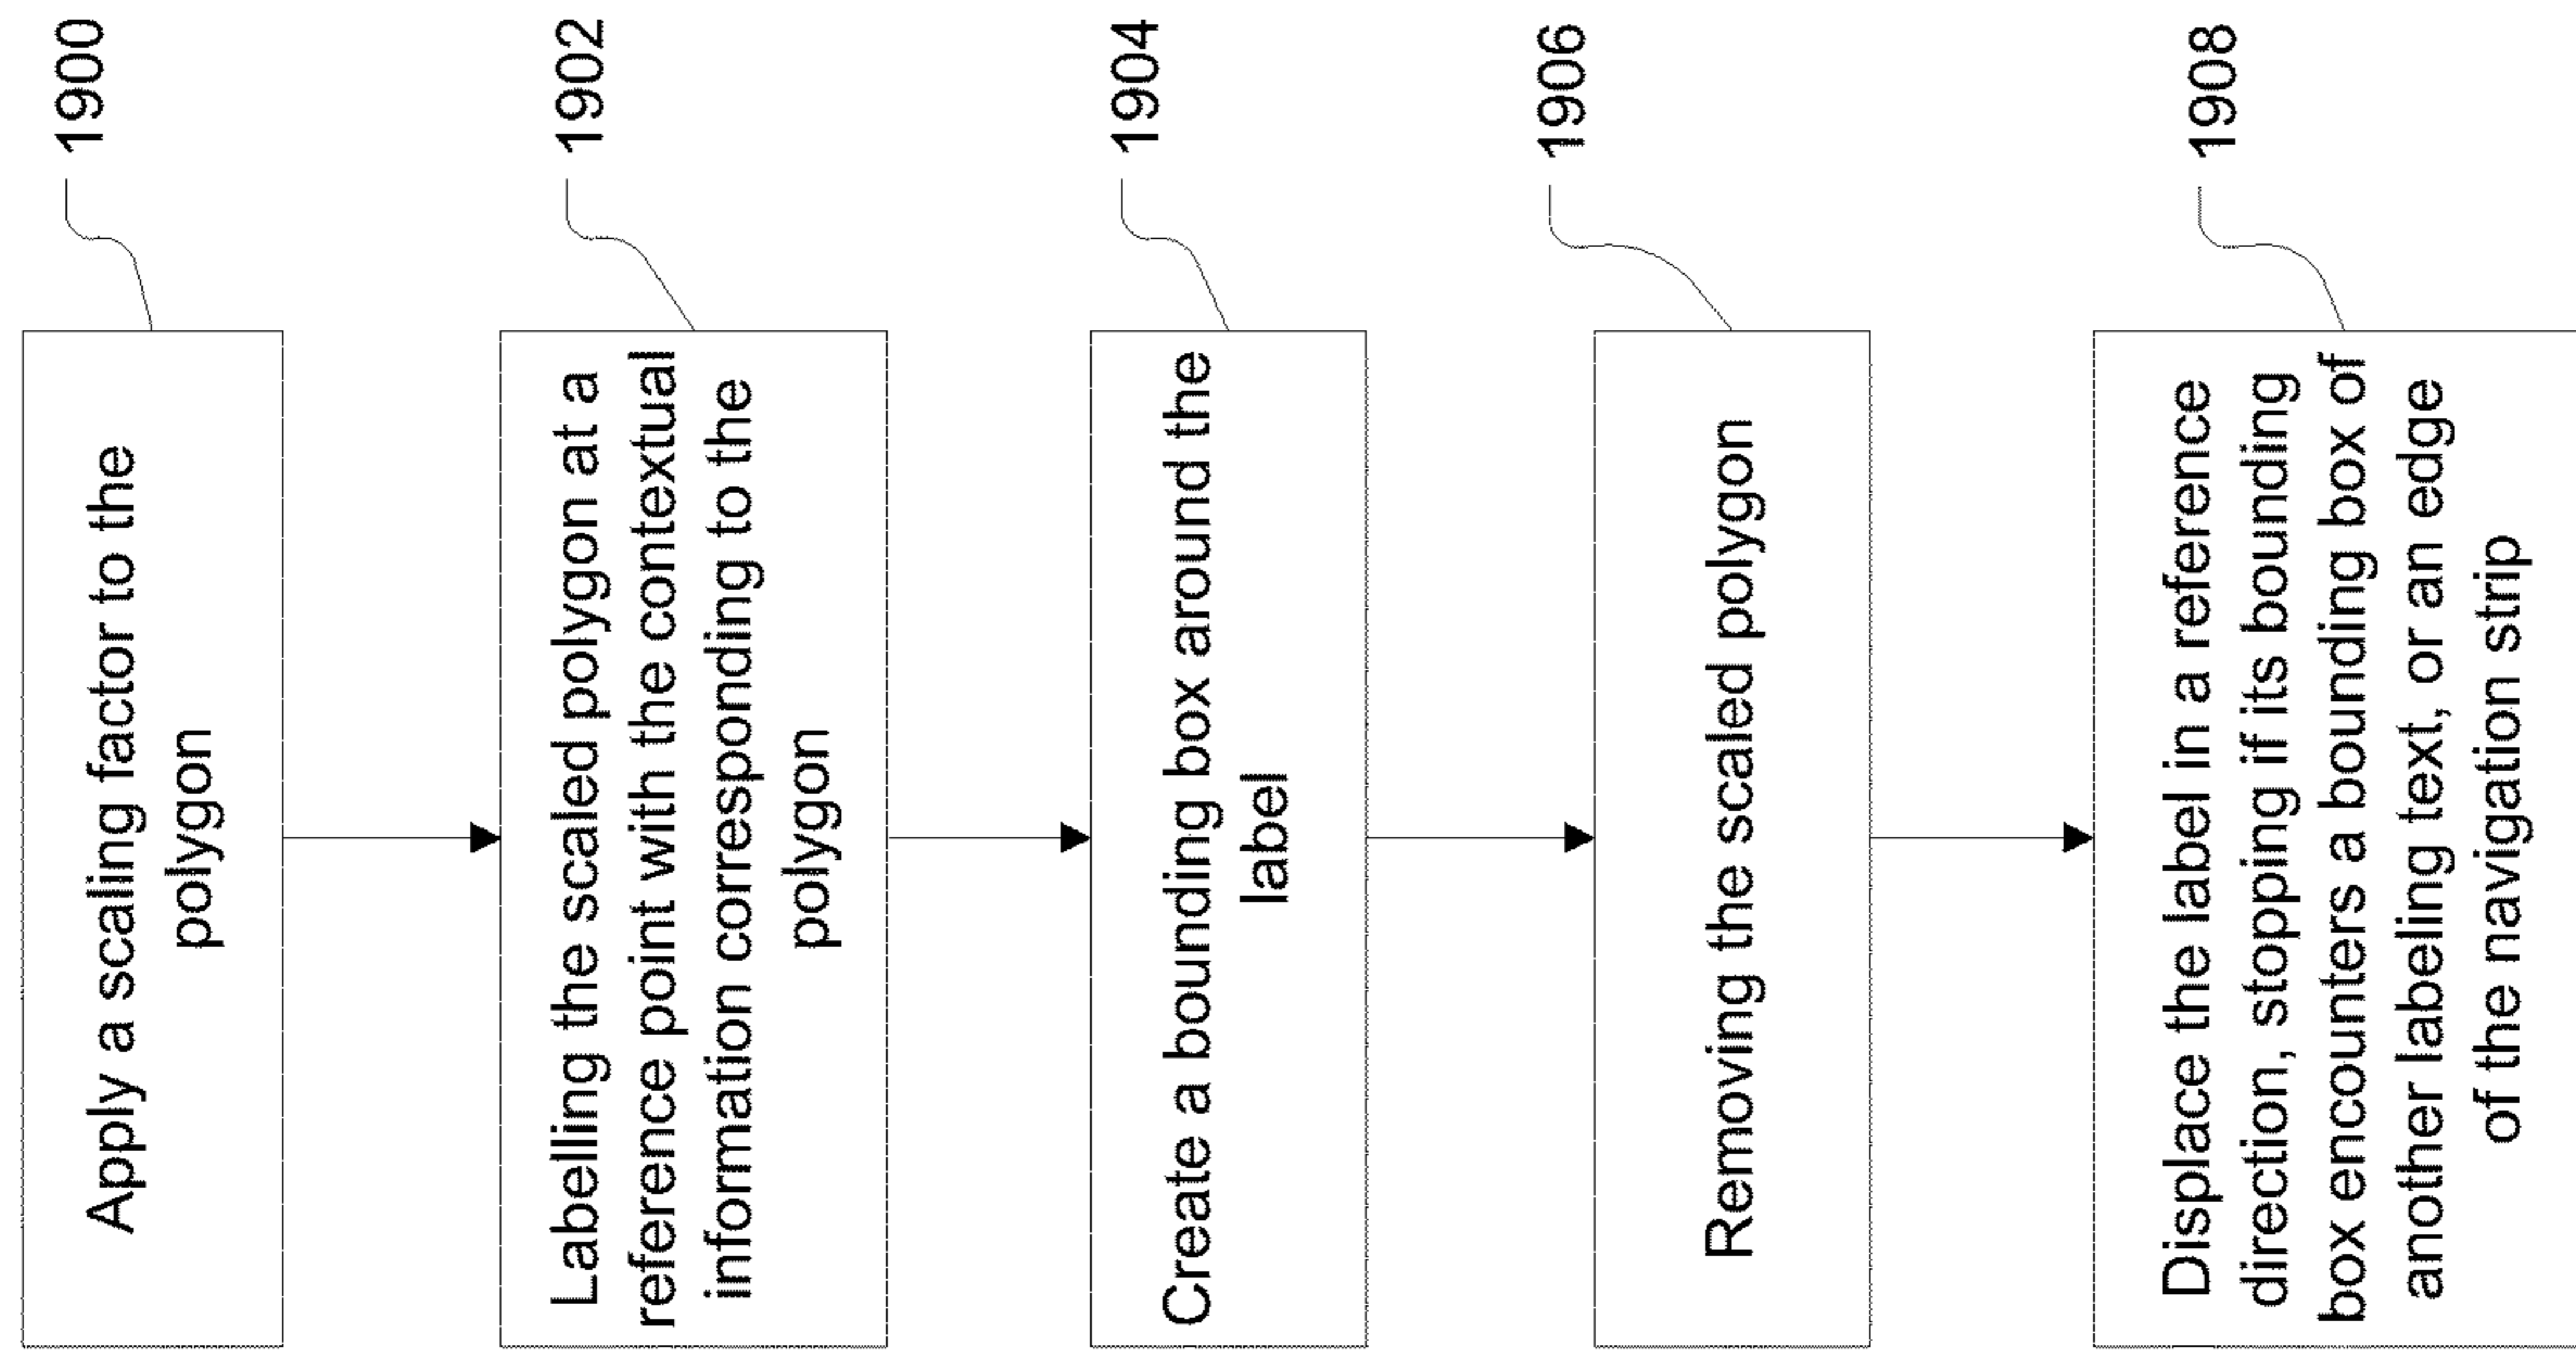 Apply a scaling factor to the
polygon
1900
Labelling the scaled polygon at a
reference point with the contextual
information corresponding to the
polygon
1902
Create a bounding box around the
label
1904
Removing the scaled polygon
1906
Displace the label in a reference
direction, stopping if its bounding
box encounters a bounding box of
another labeling text, or an edge
of the navigation strip
1908